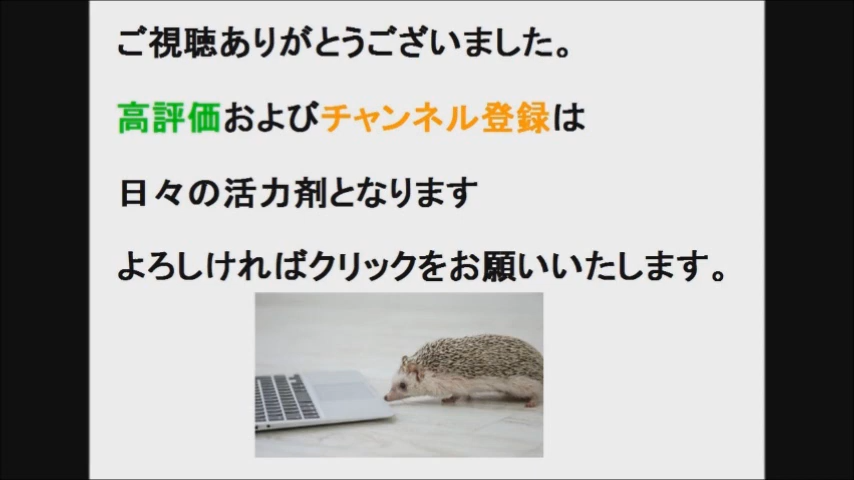 ご視聴ありがとうございました。
高評価およびチャンネル登録は
日々の活力剤となります
よろしければクリックをお願いいたします。